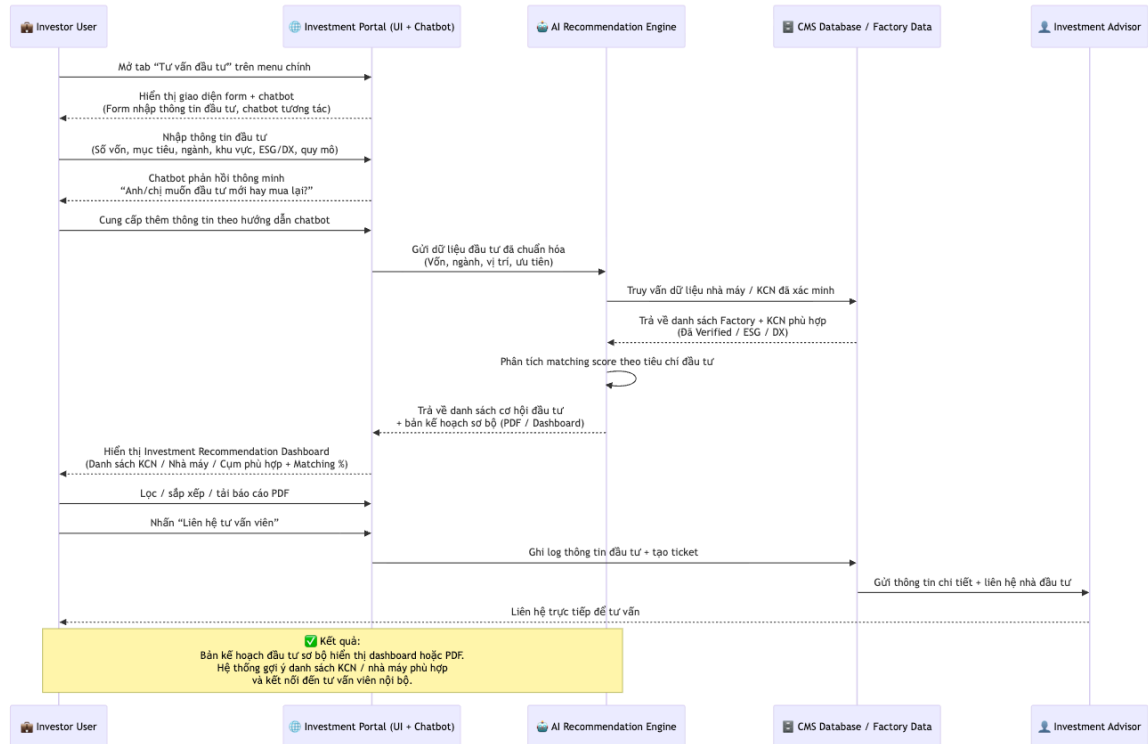 💼 Investor User
🌐 Investment Portal (UI + Chatbot)
🤖 AI Recommendation Engine
🗄️ CMS Database / Factory Data
👤 Investment Advisor
Mở tab “Tư vấn đầu tư” trên menu chính
Hiển thị giao diện form + chatbot
(Form nhập thông tin đầu tư, chatbot tương tác)
Nhập thông tin đầu tư
(Số vốn, mục tiêu, ngành, khu vực, ESG/DX, quy mô)
Chatbot phản hồi thông minh
“Anh/chị muốn đầu tư mới hay mua lại?”
Cung cấp thêm thông tin theo hướng dẫn chatbot
Gửi dữ liệu đầu tư đã chuẩn hóa
(Vốn, ngành, vị trí, ưu tiên)
Truy vấn dữ liệu nhà máy / KCN đã xác minh
Trả về danh sách Factory + KCN phù hợp
(Đã Verified / ESG / DX)
Phân tích matching score theo tiêu chí đầu tư
Trả về danh sách cơ hội đầu tư
+ bản kế hoạch sơ bộ (PDF / Dashboard)
Hiển thị Investment Recommendation Dashboard
(Danh sách KCN / Nhà máy / Cụm phù hợp + Matching %)
Lọc / sắp xếp / tải báo cáo PDF
Nhấn “Liên hệ tư vấn viên”
Ghi log thông tin đầu tư + tạo ticket
Gửi thông tin chi tiết + liên hệ nhà đầu tư
Liên hệ trực tiếp để tư vấn
✅ Kết quả:
Bản kế hoạch đầu tư sơ bộ hiển thị dashboard hoặc PDF.
Hệ thống gợi ý danh sách KCN / nhà máy phù hợp
và kết nối đến tư vấn viên nội bộ.
💼 Investor User
🌐 Investment Portal (UI + Chatbot)
🤖 AI Recommendation Engine
🗄️ CMS Database / Factory Data
👤 Investment Advisor